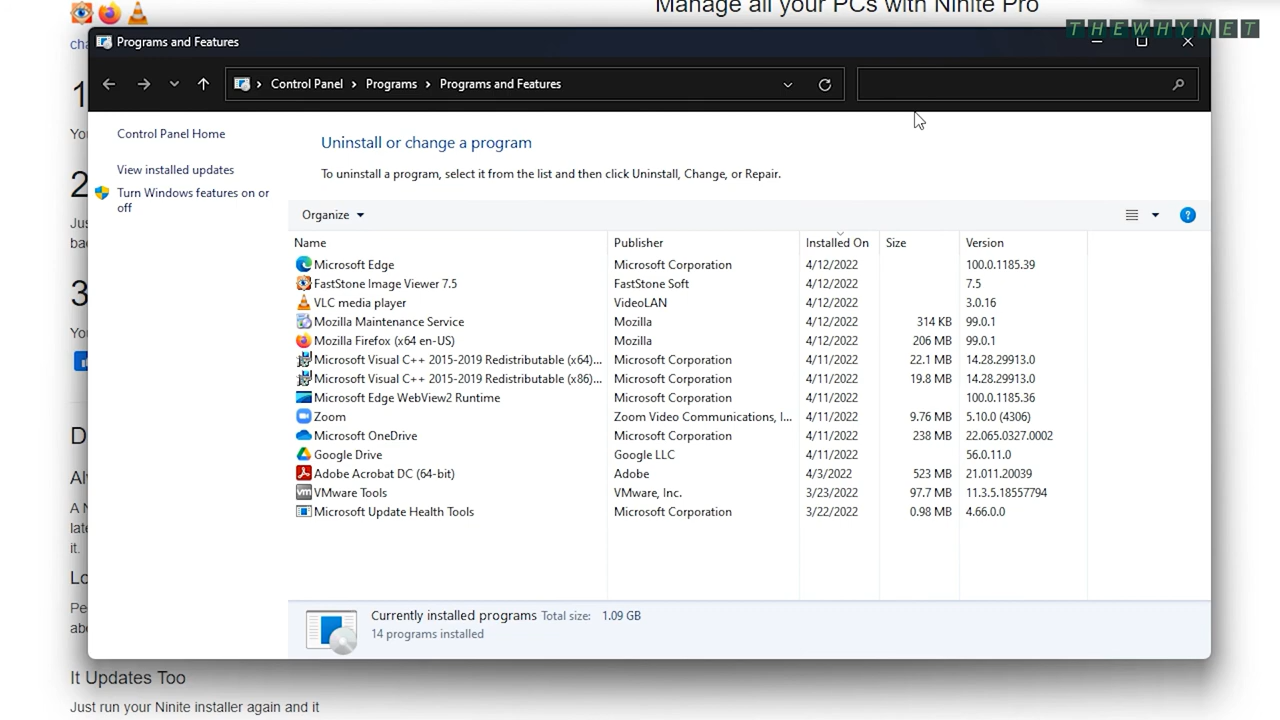 Manage all your PCs with Ninite Pro
THEWHYNET
Programs and Features
Control Panel > Programs > Programs and Features
Control Panel Home
View installed updates
Turn Windows features on or
off
Uninstall or change a program
To uninstall a program, select it from the list and then click Uninstall, Change, or Repair.
Organize
Name Publisher Installed On Size Version
Microsoft Edge Microsoft Corporation 4/12/2022 100.0.1185.39
FastStone Image Viewer 7.5 FastStone Soft 4/12/2022 7.5
VLC media player VideoLAN 4/12/2022 3.0.16
Mozilla Maintenance Service Mozilla 4/12/2022 314 KB 99.0.1
Mozilla Firefox (x64 en-US) Mozilla 4/12/2022 206 MB 99.0.1
Microsoft Visual C++ 2015-2019 Redistributable (x64)... Microsoft Corporation 4/11/2022 22.1 MB 14.28.29913.0
Microsoft Visual C++ 2015-2019 Redistributable (x86)... Microsoft Corporation 4/11/2022 19.8 MB 14.28.29913.0
Microsoft Edge WebView2 Runtime Microsoft Corporation 4/11/2022 100.0.1185.36
Zoom Zoom Video Communications, I... 4/11/2022 9.76 MB 5.10.0 (4306)
Microsoft OneDrive Microsoft Corporation 4/11/2022 238 MB 22.065.0327.0002
Google Drive Google LLC 4/11/2022 56.0.11.0
Adobe Acrobat DC (64-bit) Adobe 4/3/2022 523 MB 21.011.20039
VMware Tools VMware, Inc. 3/23/2022 97.7 MB 11.3.5.18557794
Microsoft Update Health Tools Microsoft Corporation 3/22/2022 0.98 MB 4.66.0.0
Currently installed programs Total size: 1.09 GB
14 programs installed
1
2
3
it.
It Updates Too
Just run your Ninite installer again and it